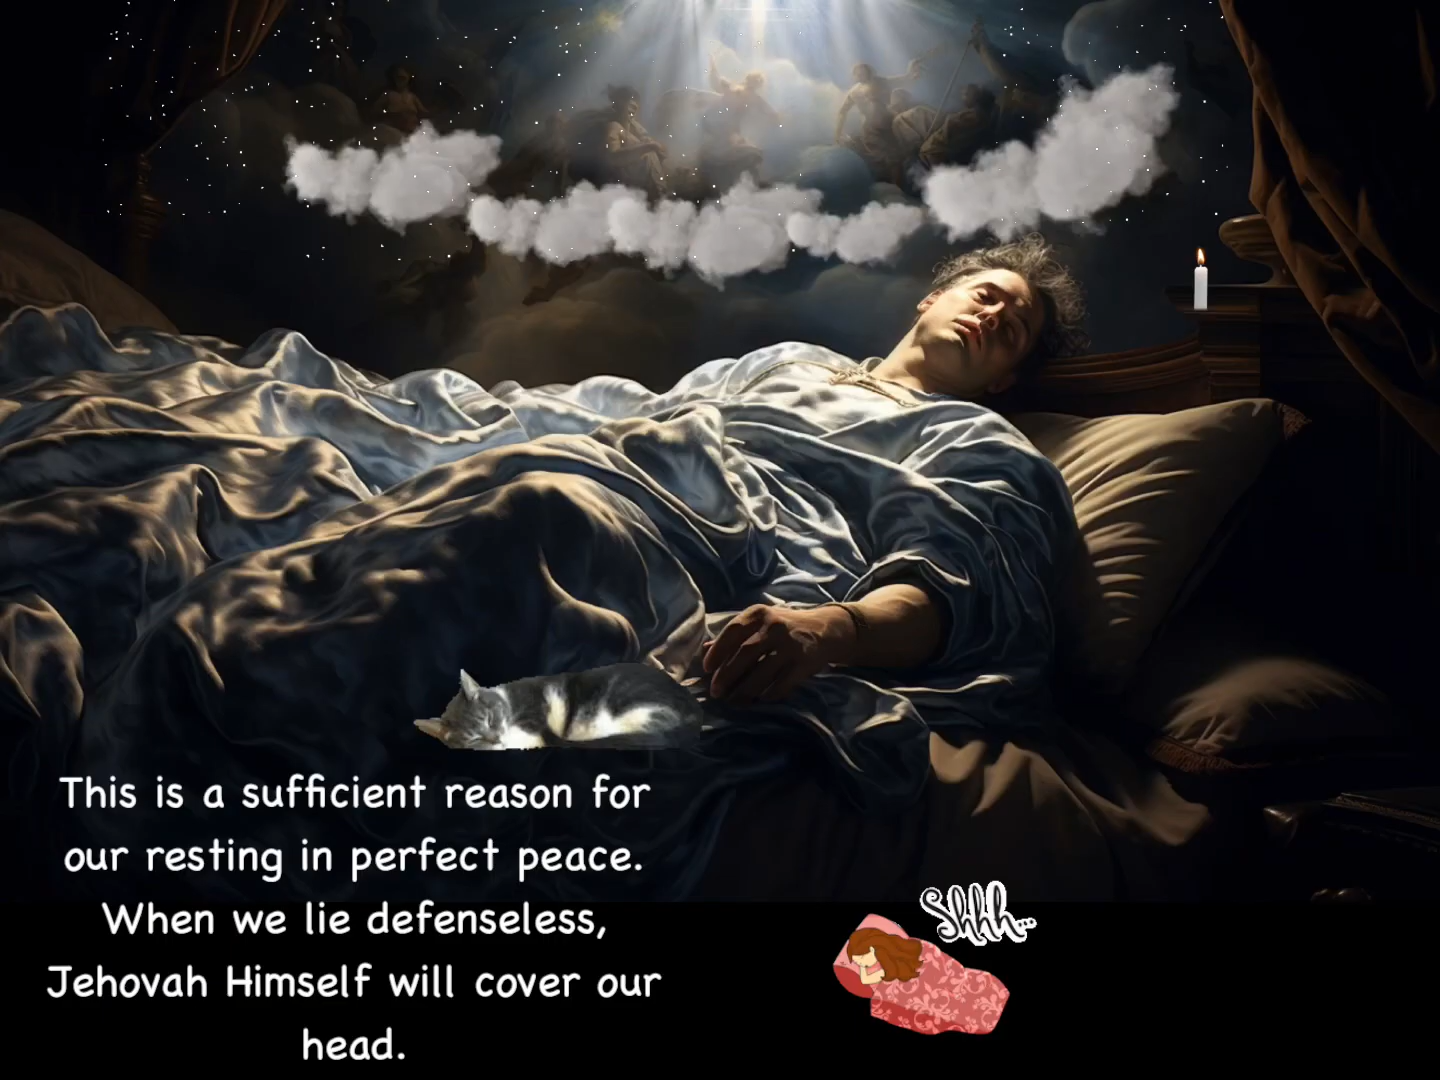 This is a sufficient reason for
our resting in perfect peace.
When we lie defenseless,
Jehovah Himself will cover our
head.
Shhh...